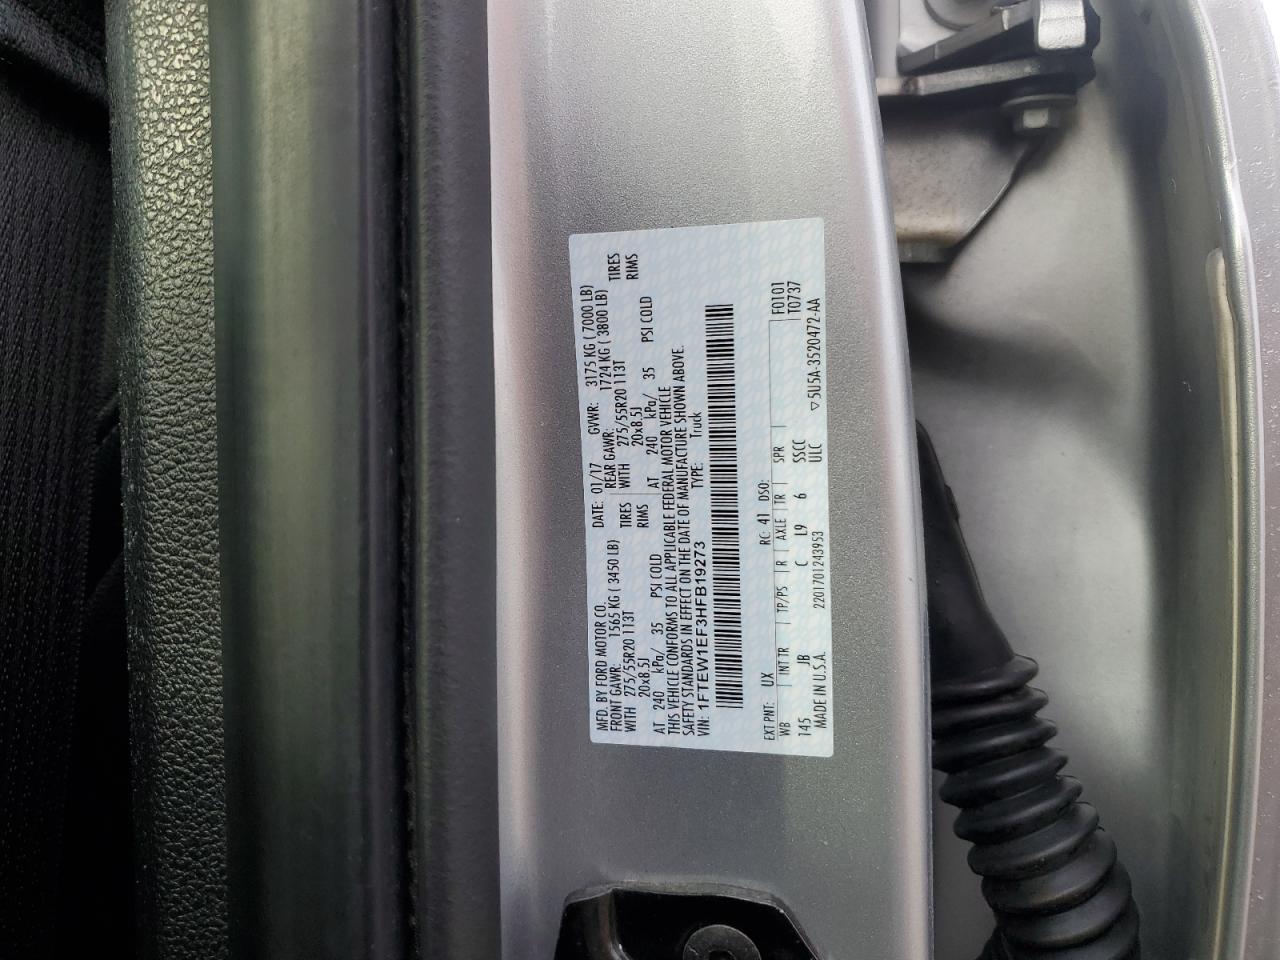 MFD. BY FORD MOTOR CO.
DATE: 01/17 GVWR: 3175 KG ( 7000 LB)
FRONT GAWR: 1565 KG ( 3450 LB) REAR GAWR: 1724 KG ( 3800 LB)
WITH 275/55R20 113T TIRES WITH 275/55R20 113T TIRES
20x8.5J RIMS 20x8.5J RIMS
AT 240 kPa/ 35 PSI COLD AT 240 kPa/ 35 PSI COLD
THIS VEHICLE CONFORMS TO ALL APPLICABLE FEDERAL MOTOR VEHICLE
SAFETY STANDARDS IN EFFECT ON THE DATE OF MANUFACTURE SHOWN ABOVE.
VIN: 1FTEW1EF3HFB19273 TYPE: Truck
F0101
T0737
EXT PNT: UX RC: 41 DSO:
WB INT TR TP/PS R AXLE TR SPR
145 JB C L9 6 SSCC
MADE IN U.S.A. 2201701243953 ULC ▽5U5A-3520472-AA